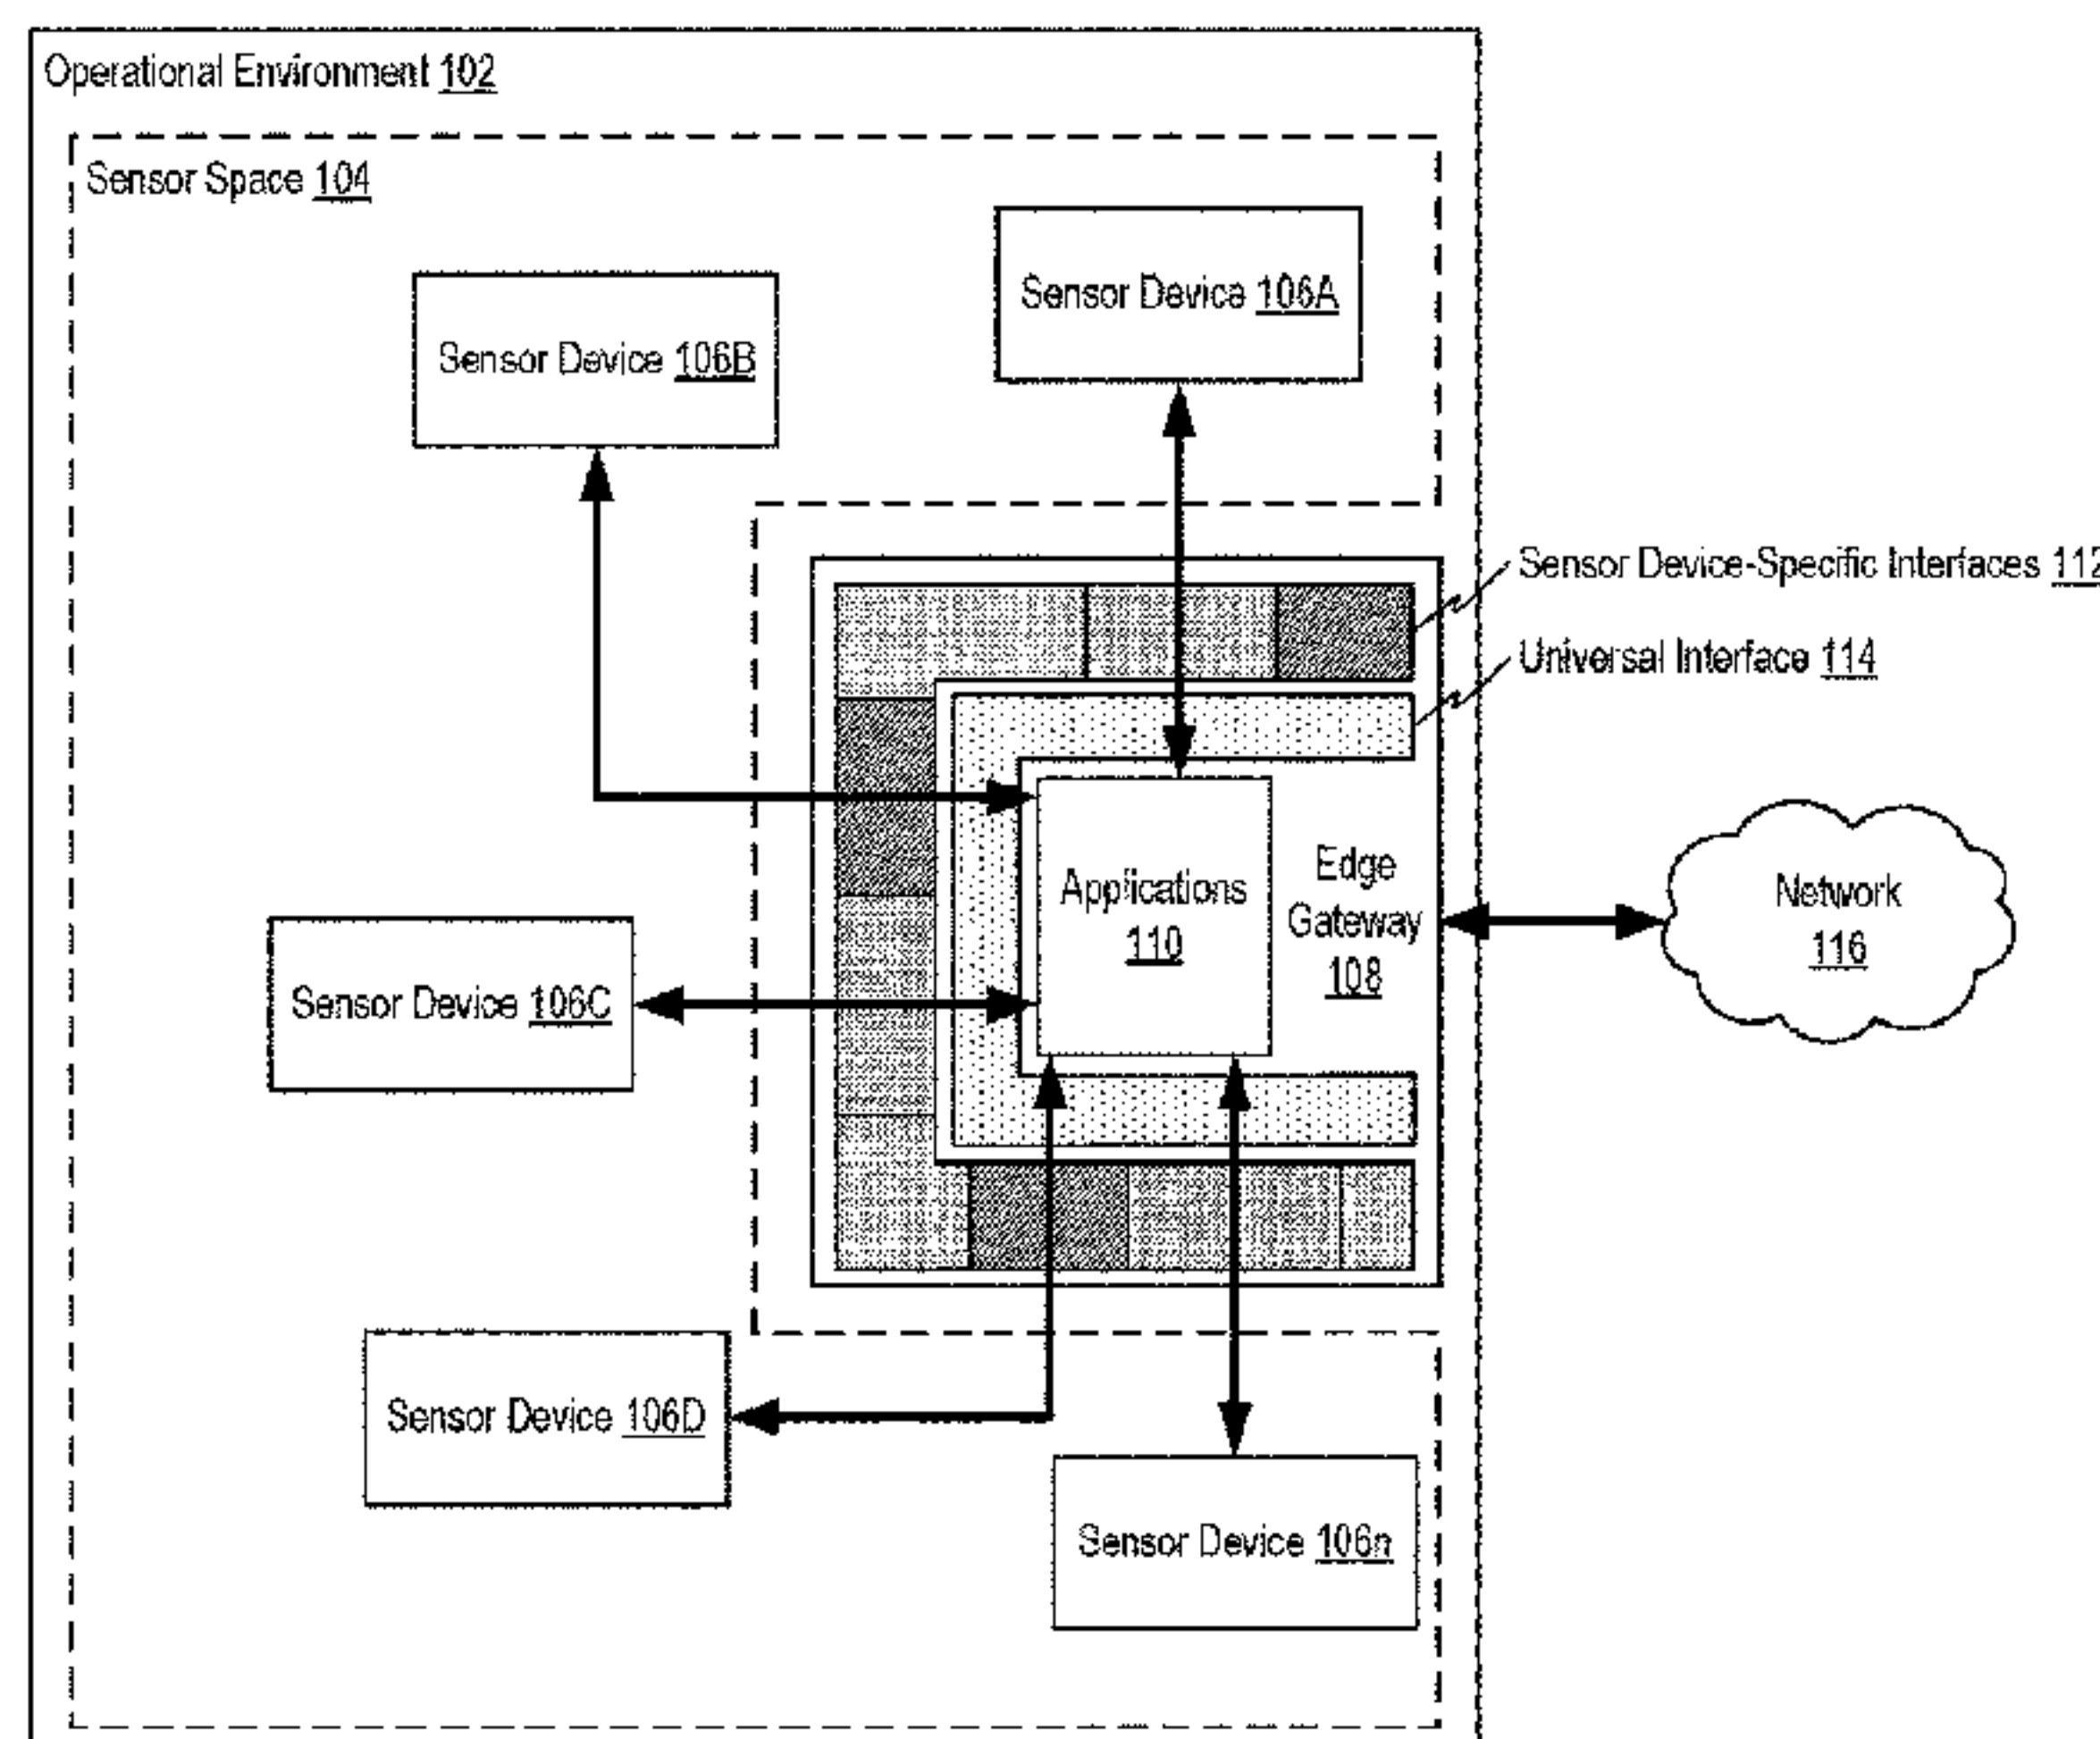 Operational Environment 102
Sensor Space 104
Sensor Device 106A
Sensor Device 106B
Sensor Device-Specific Interfaces 112
Universal Interface 114
Applications
110
Edge
Gateway
108
Network
116
Sensor Device 106C
Sensor Device 106D
Sensor Device 106n